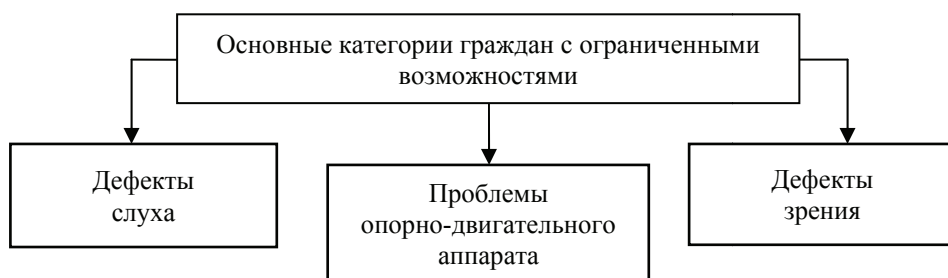 Основные категории граждан с ограниченными
возможностями
Дефекты
слуха
Проблемы
опорно-двигательного
аппарата
Дефекты
зрения